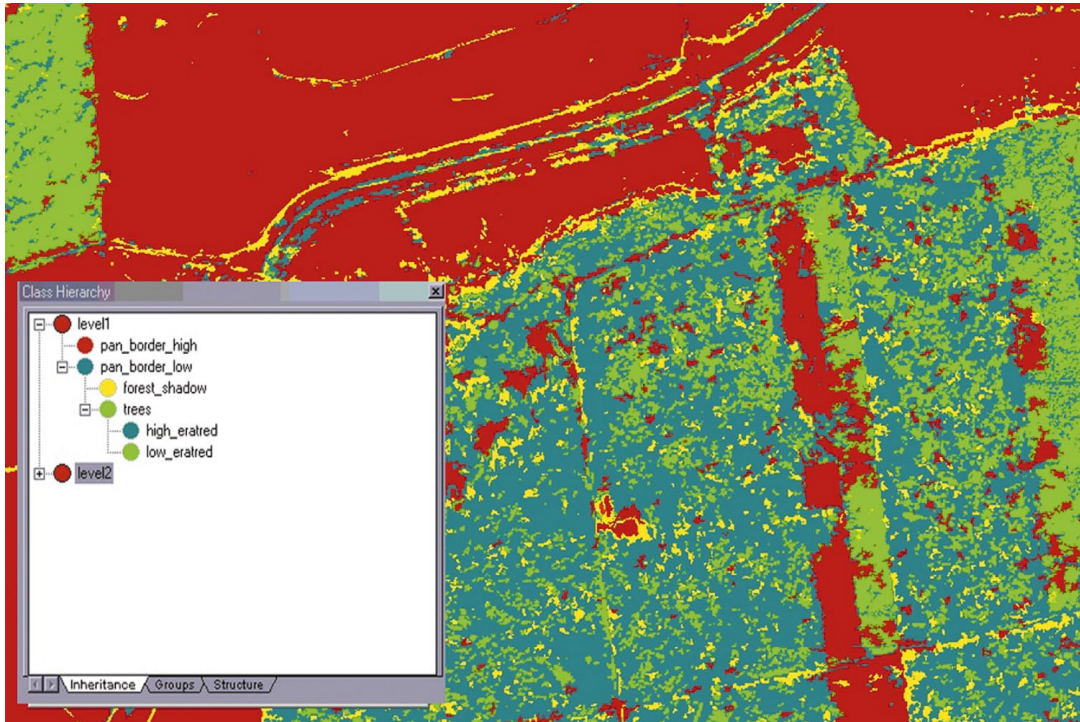 Class Hierarchy
level1
pan_border_high
pan_border_low
forest_shadow
trees
high_eratred
low_eratred
level2
Inheritance Groups Structure